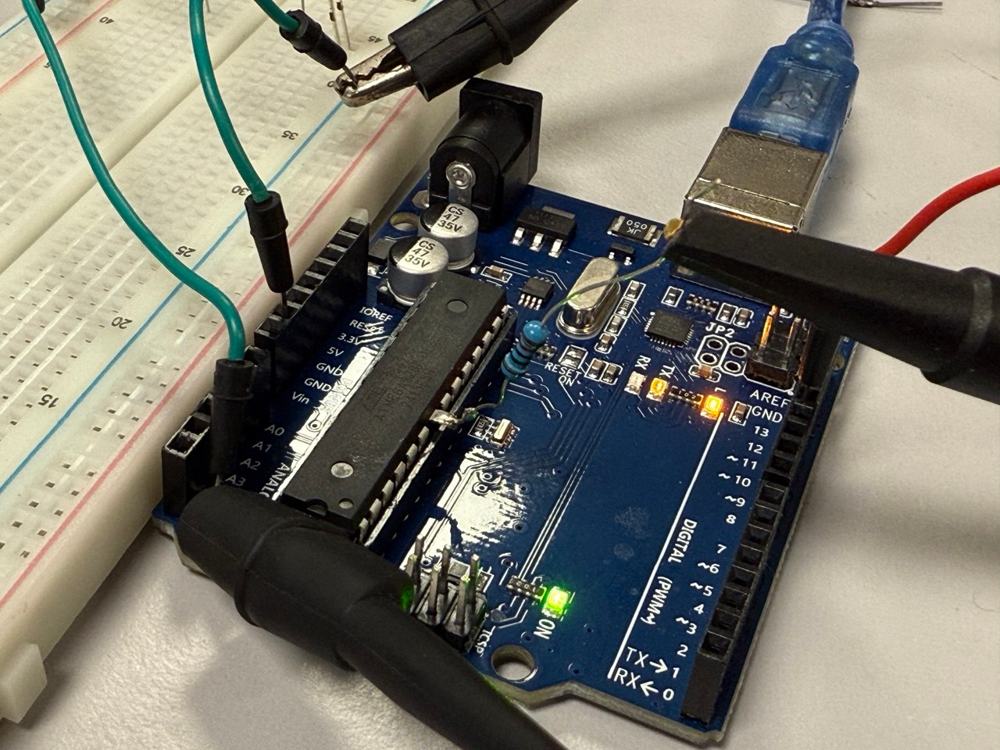 40
45
35
30
25
20
15
CS
47
35V
CS
47
35V
JK
050
IOREF
RESET
3.3V
5V
GND
GND
Vin
A0
A1
A2
A3
RESET
ON
JP2
RX
TX
L
AREF
GND
13
12
~11
~10
~9
8
7
~6
~5
4
~3
2
TX→1
RX←0
DIGITAL (PWM~)
ON